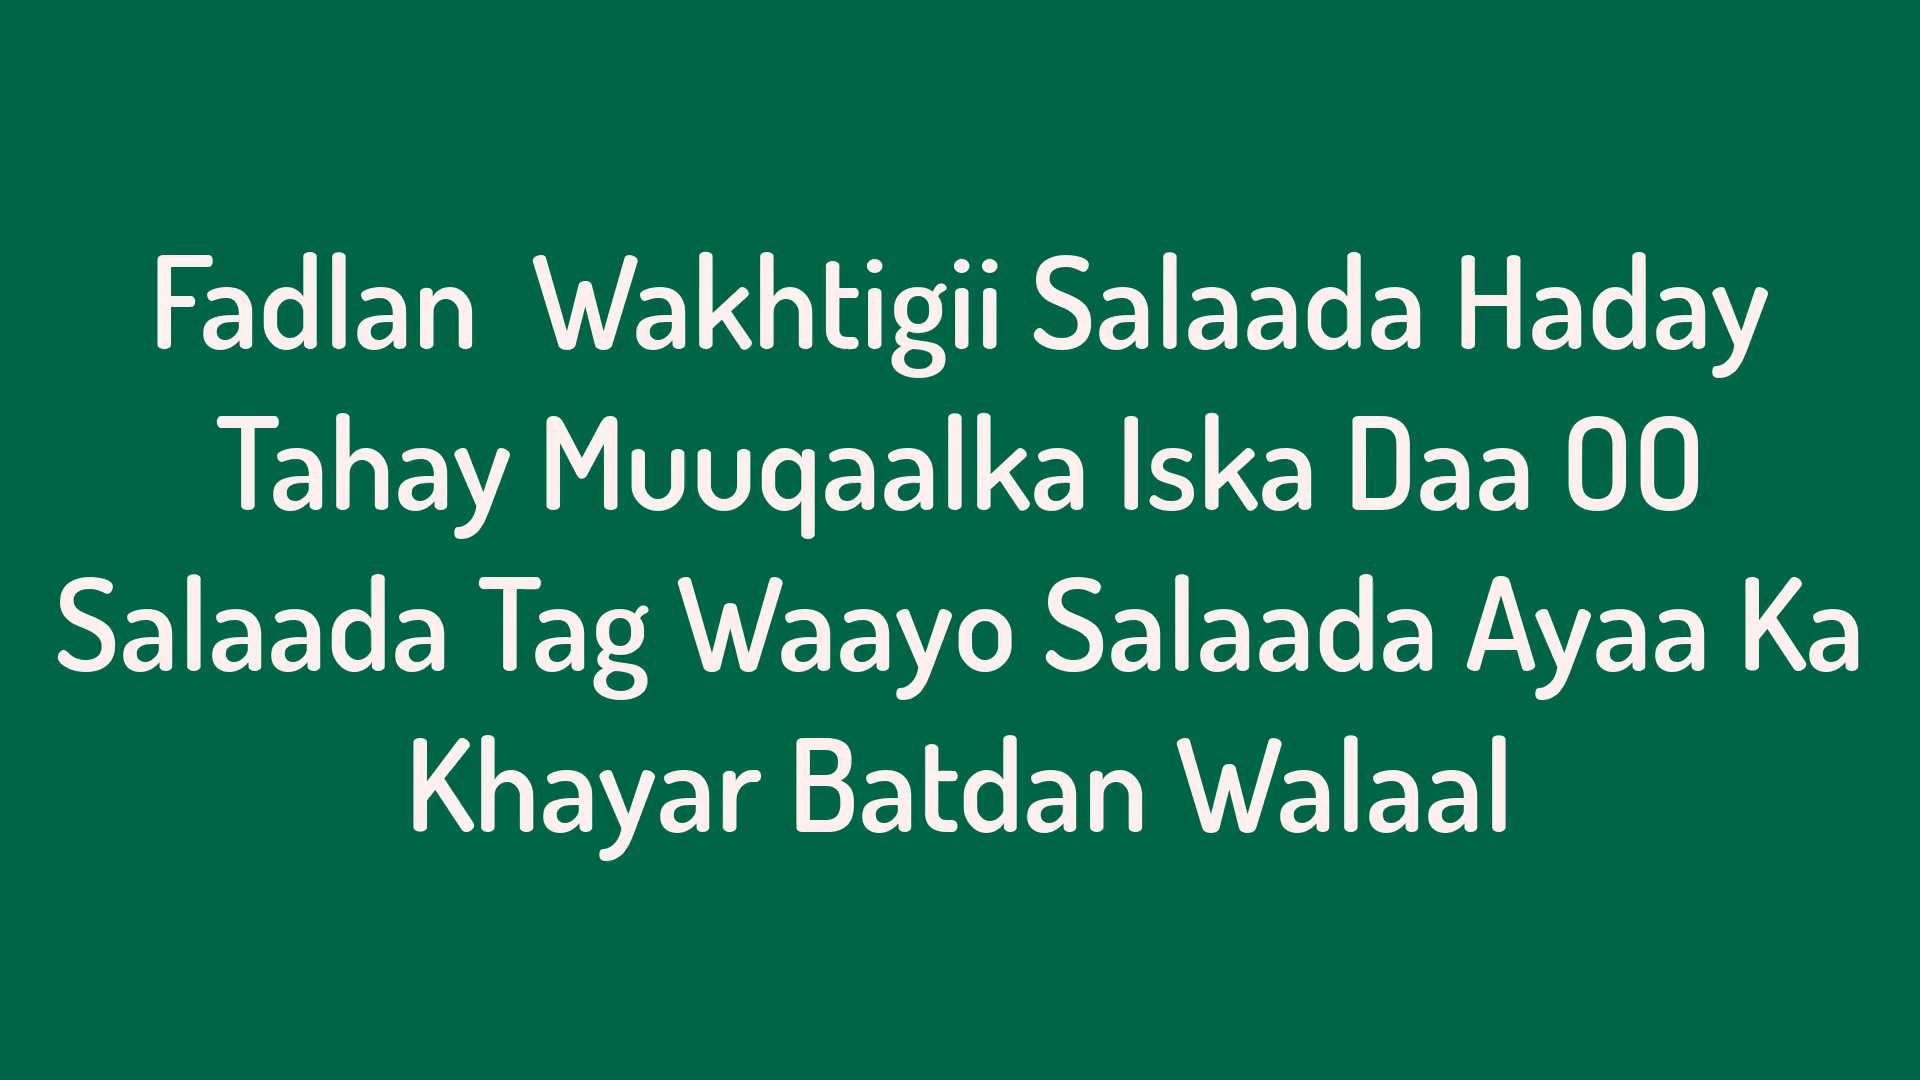 Fadlan  Wakhtigii Salaada Haday
Tahay Muuqaalka Iska Daa OO
Salaada Tag Waayo Salaada Ayaa Ka
Khayar Batdan Walaal